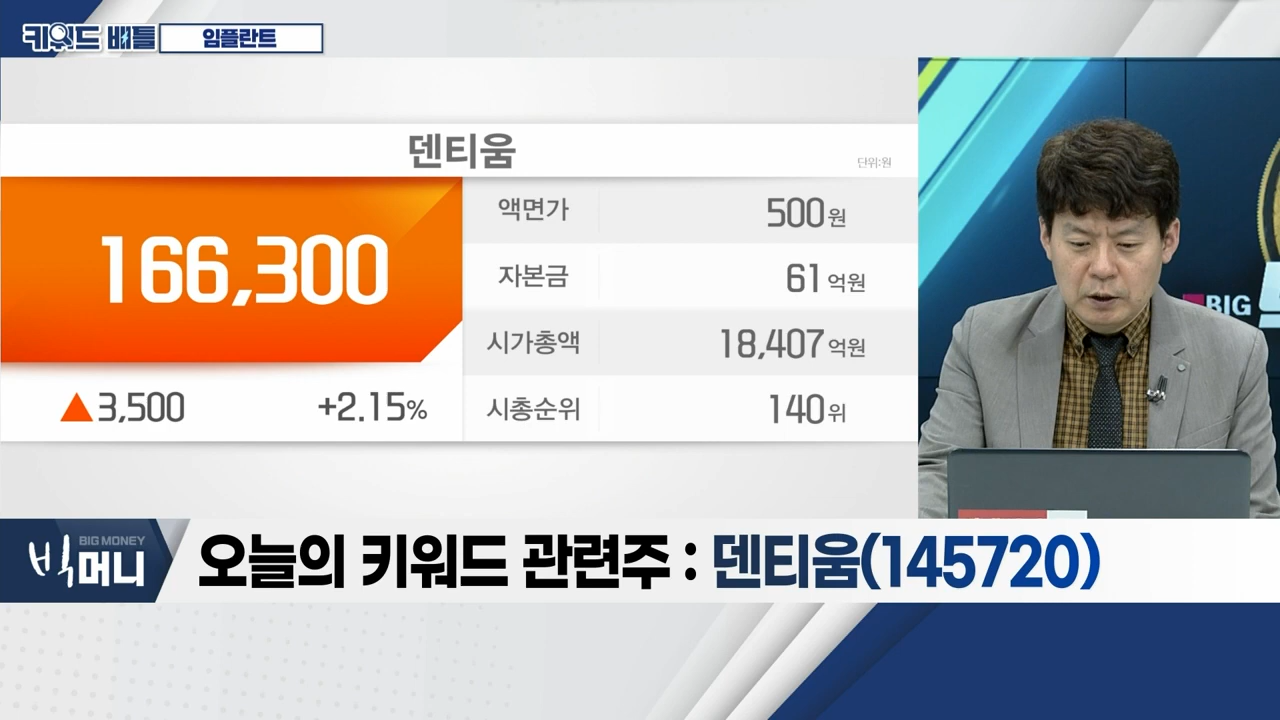 키워드 배틀 임플란트
덴티움
단위:원
166,300
▲3,500 +2.15%
액면가 500원
자본금 61억원
시가총액 18,407억원
시총순위 140위
BIG
BIG MONEY
빅머니
오늘의 키워드 관련주 : 덴티움(145720)